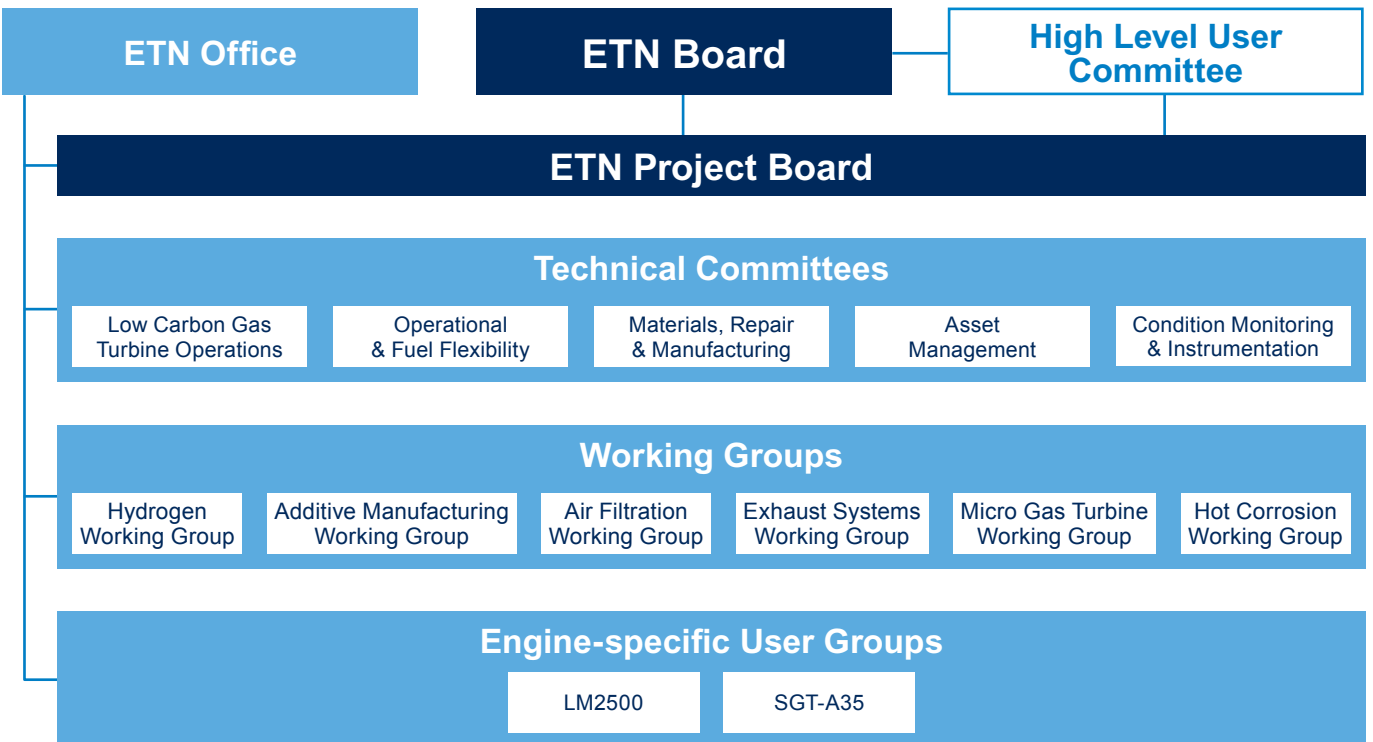 ETN Office
ETN Board
High Level User
Committee
ETN Project Board
Technical Committees
Low Carbon Gas
Turbine Operations
Operational
& Fuel Flexibility
Materials, Repair
& Manufacturing
Asset
Management
Condition Monitoring
& Instrumentation
Working Groups
Hydrogen
Working Group
Additive Manufacturing
Working Group
Air Filtration
Working Group
Exhaust Systems
Working Group
Micro Gas Turbine
Working Group
Hot Corrosion
Working Group
Engine-specific User Groups
LM2500
SGT-A35